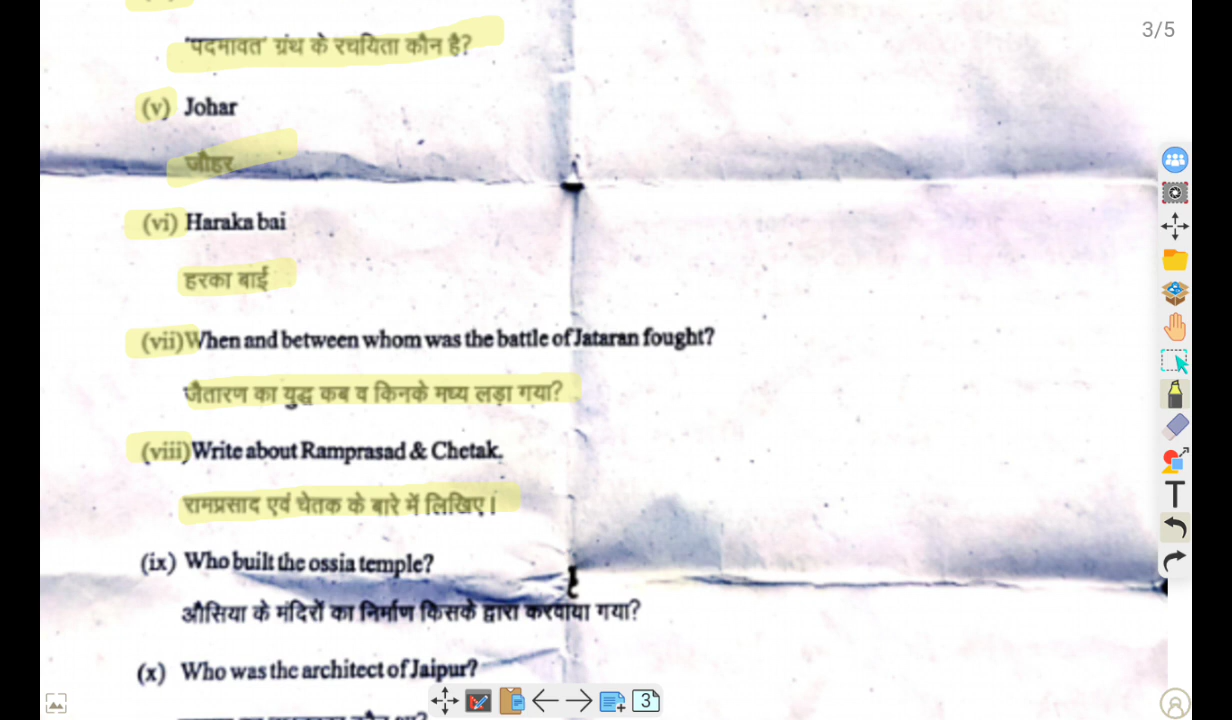 3/5
'पदमावत' ग्रंथ के रचयिता कौन है?
(v) Johar
जौहर
(vi) Haraka bai
हरका बाई
(vii) When and between whom was the battle of Jataran fought?
जैतारण का युद्ध कब व किनके मध्य लड़ा गया?
(viii) Write about Ramprasad & Chetak.
रामप्रसाद एवं चेतक के बारे में लिखिए।
(ix) Who built the ossia temple?
औसिया के मंदिरों का निर्माण किसके द्वारा करवाया गया?
(x) Who was the architect of Jaipur?
3